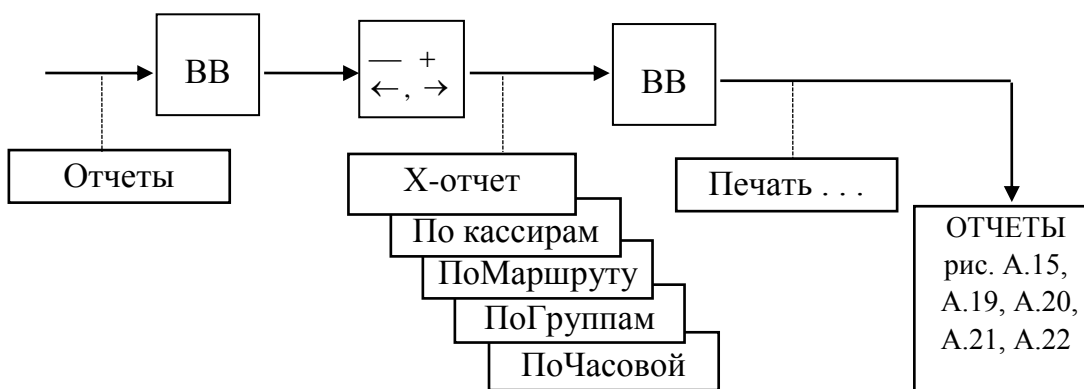 ВВ
— +
←, →
ВВ
Отчеты
Х-отчет
По кассирам
ПоМаршруту
ПоГруппам
ПоЧасовой
Печать . . .
ОТЧЕТЫ
рис. А.15,
А.19, А.20,
А.21, А.22